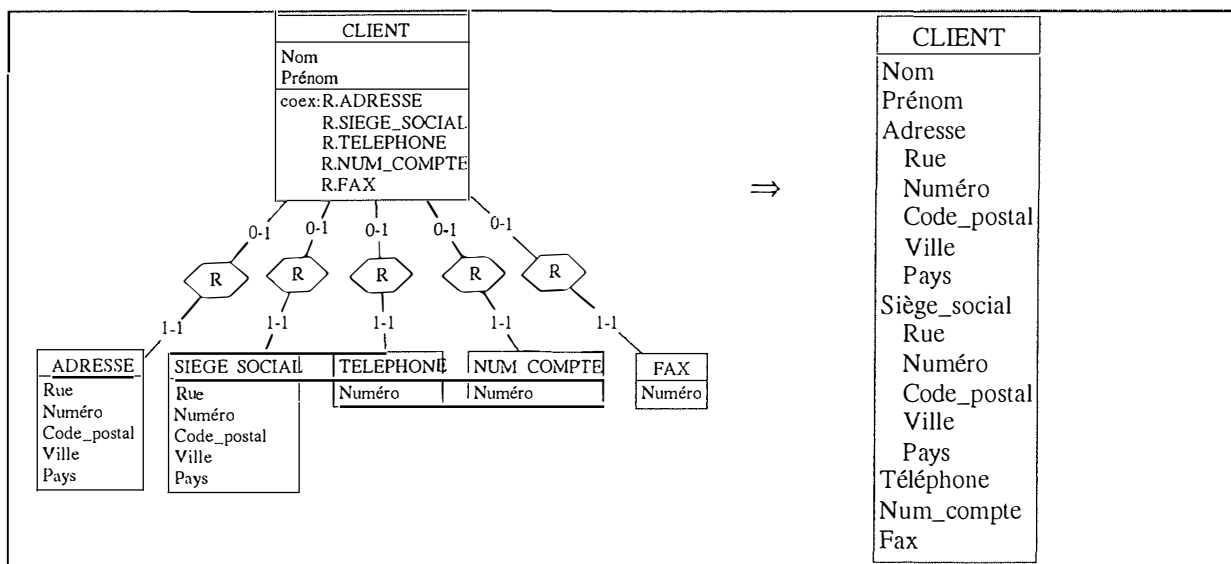 CLIENT
Nom
Prénom
coex:R.ADRESSE
R.SIEGE_SOCIAL
R.TELEPHONE
R.NUM_COMPTE
R.FAX
0-1 0-1 0-1 0-1 0-1
R R R R R
1-1 1-1 1-1 1-1 1-1
ADRESSE
Rue
Numéro
Code_postal
Ville
Pays
SIEGE SOCIAL
Rue
Numéro
Code_postal
Ville
Pays
TELEPHONE
Numéro
NUM COMPTE
Numéro
FAX
Numéro
⇒
CLIENT
Nom
Prénom
Adresse
Rue
Numéro
Code_postal
Ville
Pays
Siège_social
Rue
Numéro
Code_postal
Ville
Pays
Téléphone
Num_compte
Fax